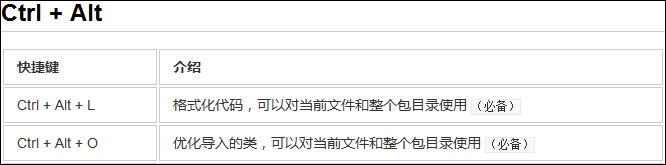 Ctrl + Alt
快捷键 介绍
Ctrl + Alt + L 格式化代码，可以对当前文件和整个包目录使用 （必备）
Ctrl + Alt + O 优化导入的类，可以对当前文件和整个包目录使用 （必备）